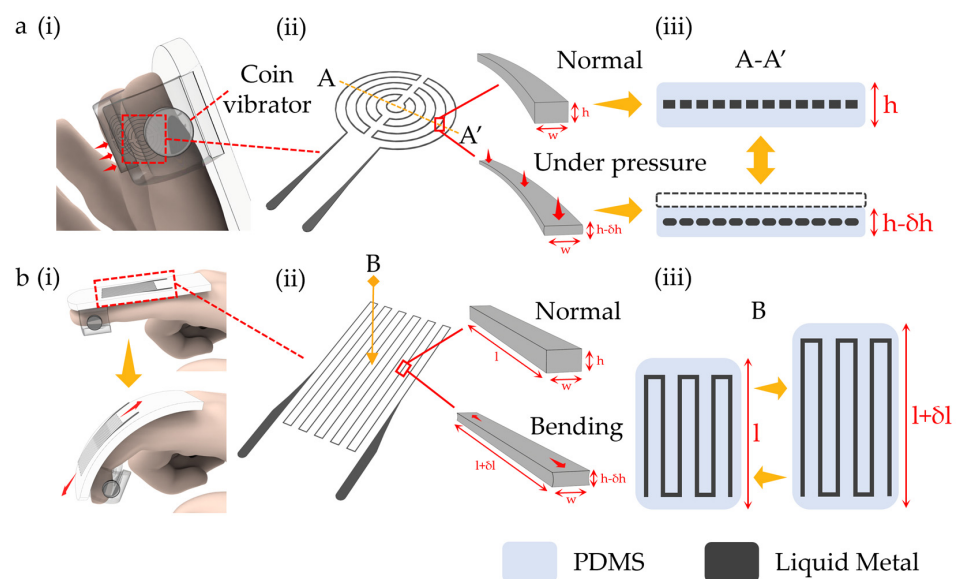 a (i)
Coin
vibrator
(ii)
A
A'
Normal
h
w
Under pressure
h-δh
w
(iii)
A-A'
h
h-δh
b (i)
(ii)
B
Normal
l
h
w
Bending
l+δl
h-δh
w
(iii)
B
l
l+δl
PDMS
Liquid Metal